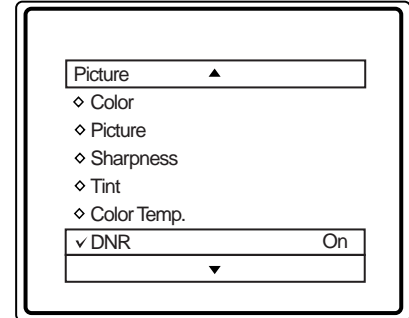 Picture
Color
Picture
Sharpness
Tint
Color Temp.
DNR On